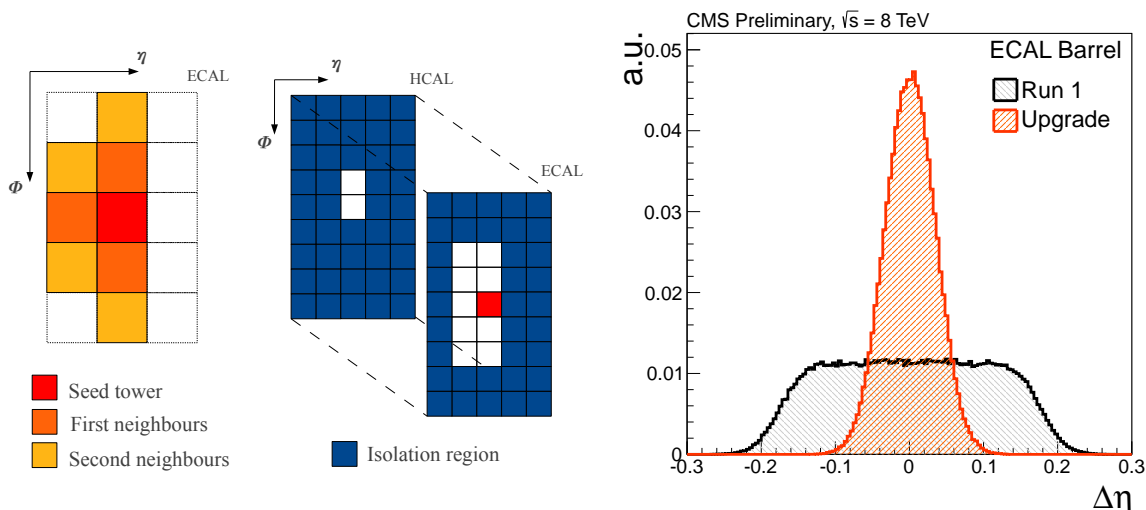 η
ECAL
Φ
Seed tower
First neighbours
Second neighbours
η
HCAL
Φ
ECAL
Isolation region
CMS Preliminary, √s = 8 TeV
a.u.
0.05
0.04
0.03
0.02
0.01
0
ECAL Barrel
Run 1
Upgrade
-0.3 -0.2 -0.1 0 0.1 0.2 0.3
Δη